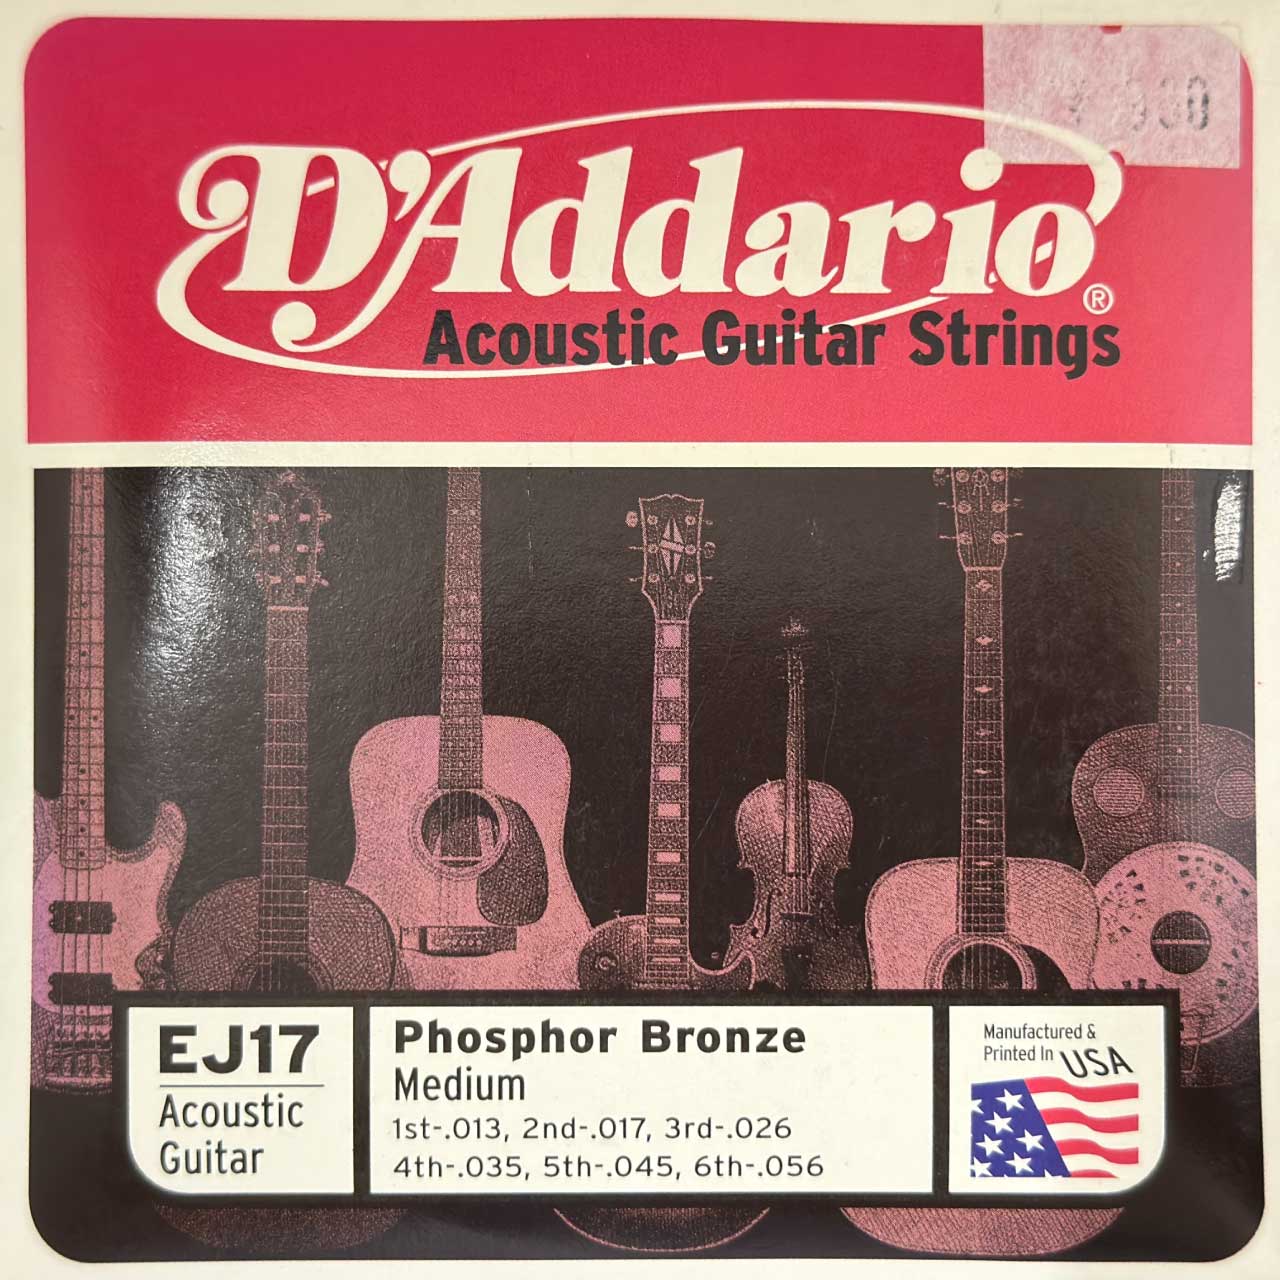 D'Addario®
Acoustic Guitar Strings
EJ17
Acoustic
Guitar
Phosphor Bronze
Medium
1st-.013, 2nd-.017, 3rd-.026
4th-.035, 5th-.045, 6th-.056
Manufactured &
Printed In USA